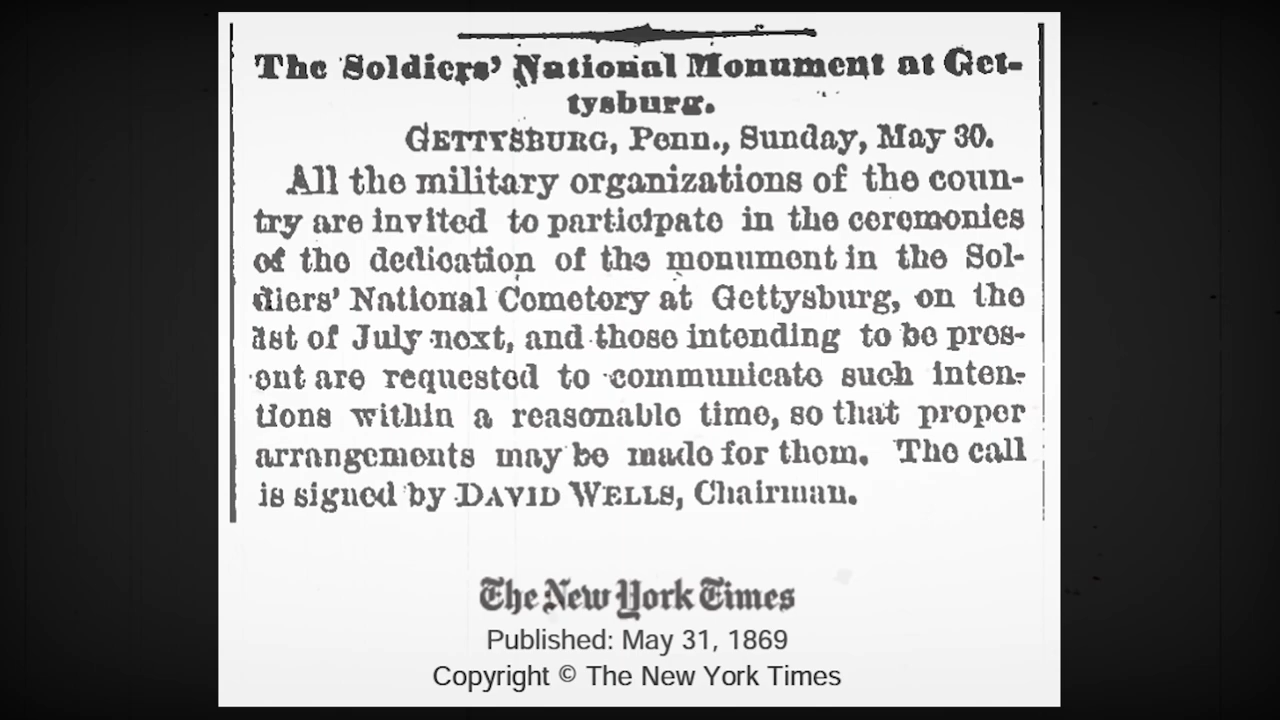 The Soldiers' National Monument at Get-
tysburg.
GETTYSBURG, Penn., Sunday, May 30.
All the military organizations of the coun-
try are invited to participate in the ceremonies
of the dedication of the monument in the Sol-
diers' National Cemetery at Gettysburg, on the
1st of July next, and those intending to be pres-
ent are requested to communicate such inten-
tions within a reasonable time, so that proper
arrangements may be made for them. The call
is signed by DAVID WELLS, Chairman.
The New York Times
Published: May 31, 1869
Copyright © The New York Times